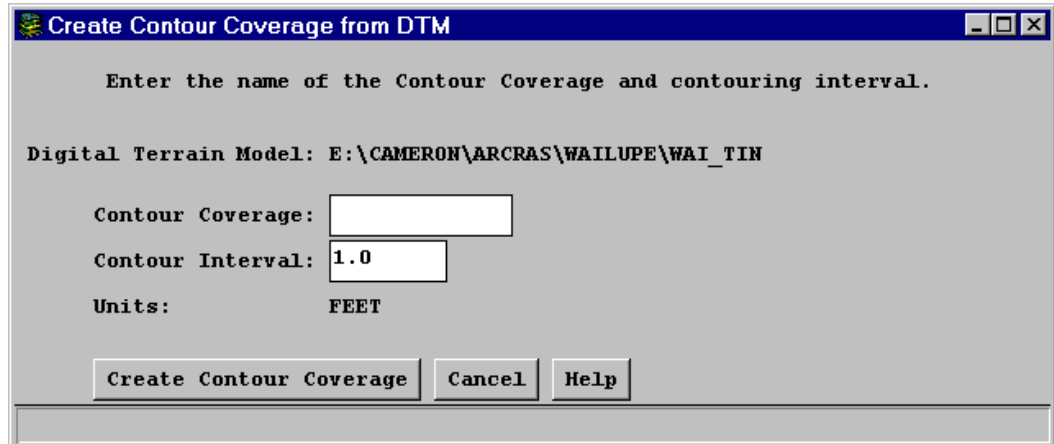 Create Contour Coverage from DTM
Enter the name of the Contour Coverage and contouring interval.
Digital Terrain Model: E:\CAMERON\ARCRAS\WAILUPE\WAI_TIN
Contour Coverage:
Contour Interval: 1.0
Units: FEET
Create Contour Coverage Cancel Help